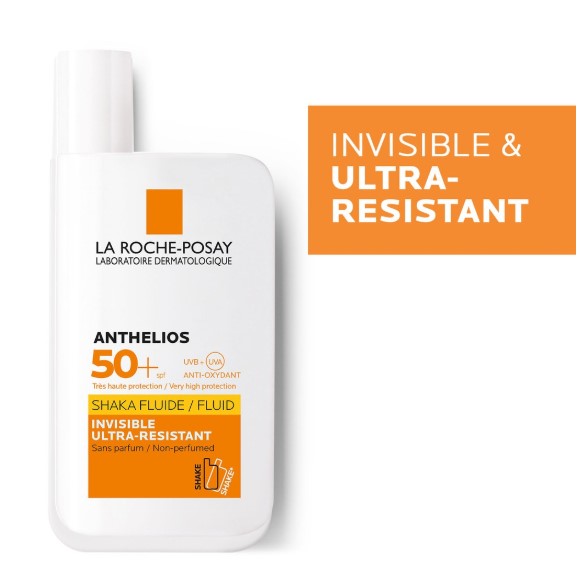 LA ROCHE-POSAY
LABORATOIRE DERMATOLOGIQUE
ANTHELIOS
50+ spf
UVB + UVA
ANTI-OXYDANT
Très haute protection / Very high protection
SHAKA FLUIDE / FLUID
INVISIBLE
ULTRA-RESISTANT
Sans parfum / Non-perfumed
SHAKE
SHAKE*
INVISIBLE &
ULTRA-
RESISTANT